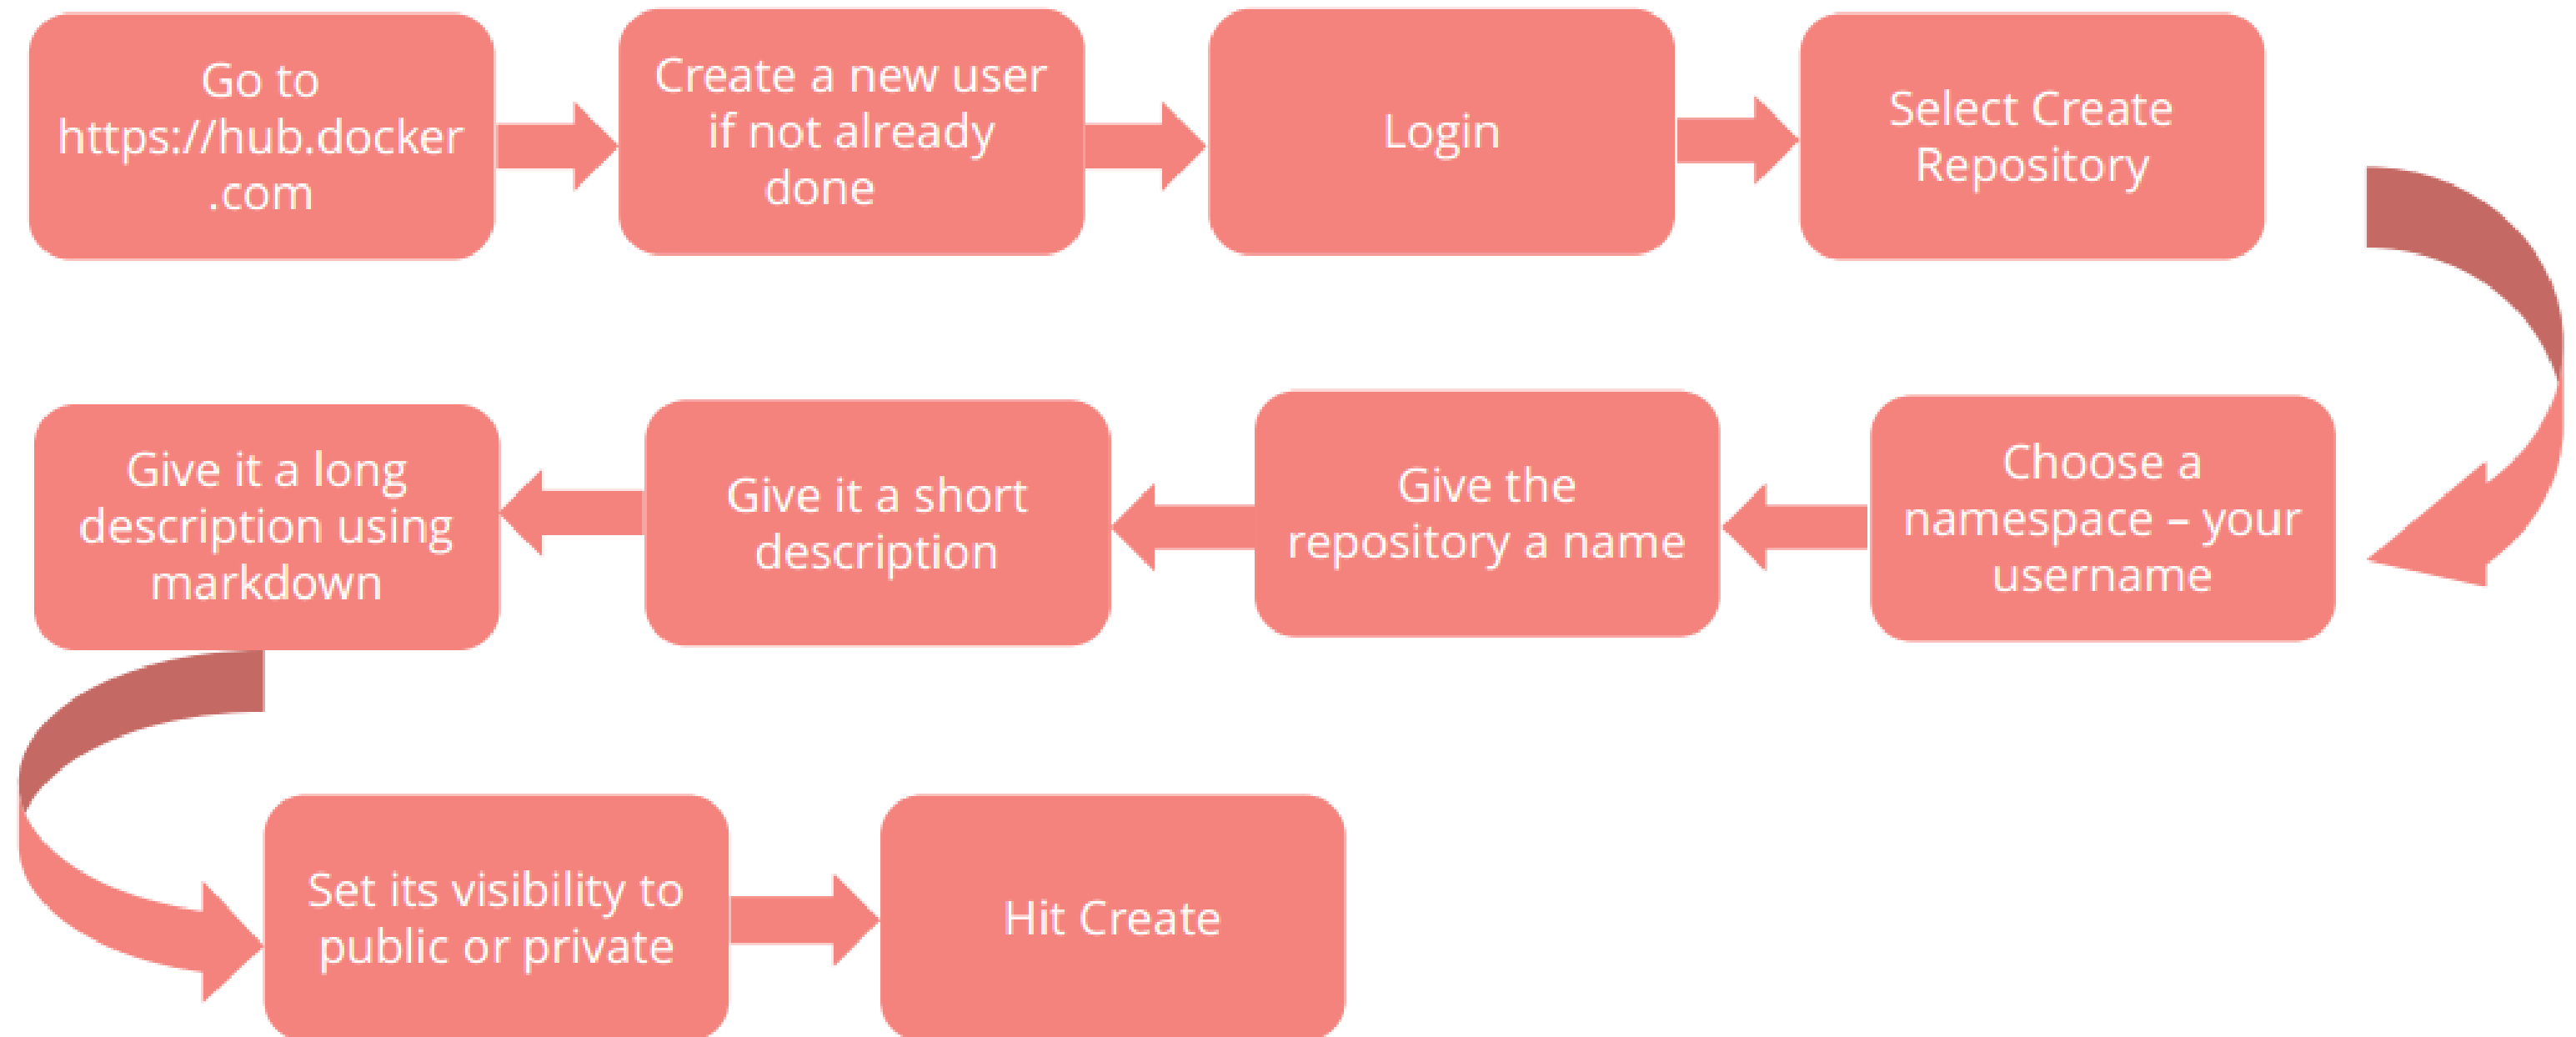 Go to
https://hub.docker
.com
Create a new user
if not already
done
Login
Select Create
Repository
Choose a
namespace – your
username
Give the
repository a name
Give it a short
description
Give it a long
description using
markdown
Set its visibility to
public or private
Hit Create